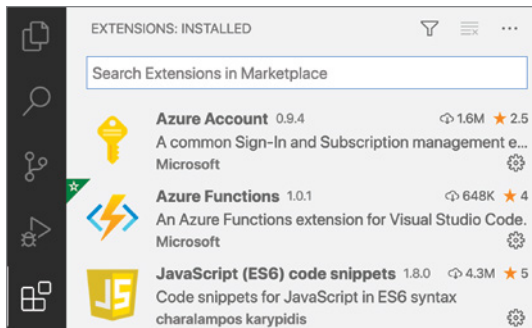 EXTENSIONS: INSTALLED
Search Extensions in Marketplace
Azure Account 0.9.4 1.6M 2.5
A common Sign-In and Subscription management e...
Microsoft
Azure Functions 1.0.1 648K 4
An Azure Functions extension for Visual Studio Code.
Microsoft
JS
JavaScript (ES6) code snippets 1.8.0 4.3M 5
Code snippets for JavaScript in ES6 syntax
charalampos karypidis